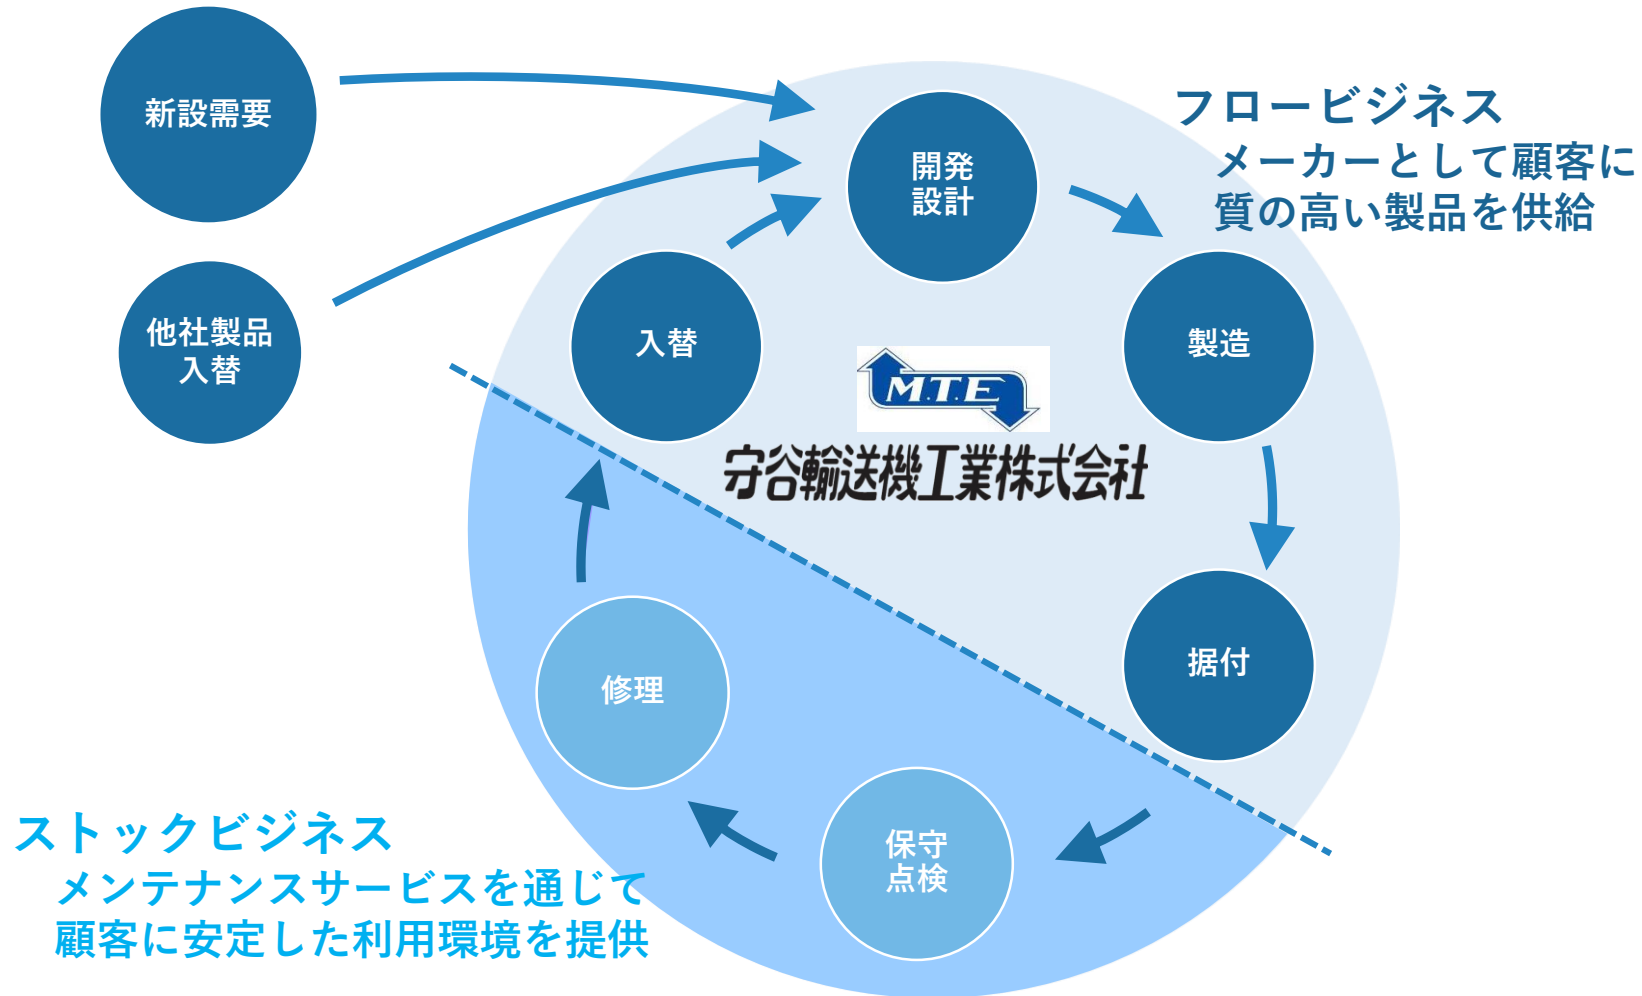 新設需要
他社製品
入替
フロービジネス
メーカーとして顧客に
質の高い製品を供給
開発
設計
製造
据付
入替
M.T.E
守谷輸送機工業株式会社
修理
保守
点検
ストックビジネス
メンテナンスサービスを通じて
顧客に安定した利用環境を提供